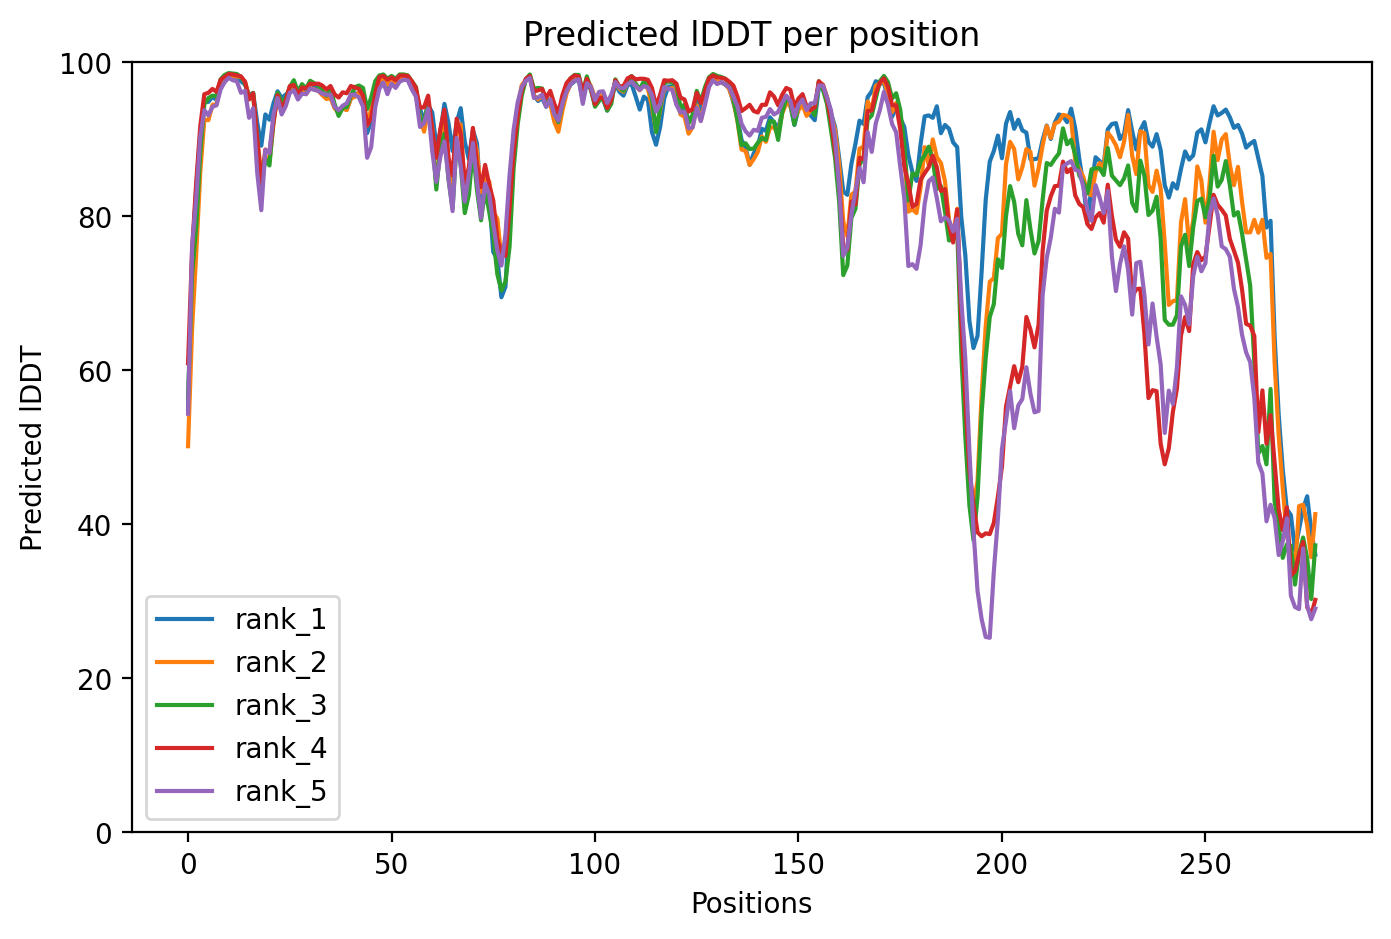 Predicted lDDT per position
Predicted lDDT
100
80
60
40
20
0
rank_1
rank_2
rank_3
rank_4
rank_5
0 50 100 150 200 250
Positions